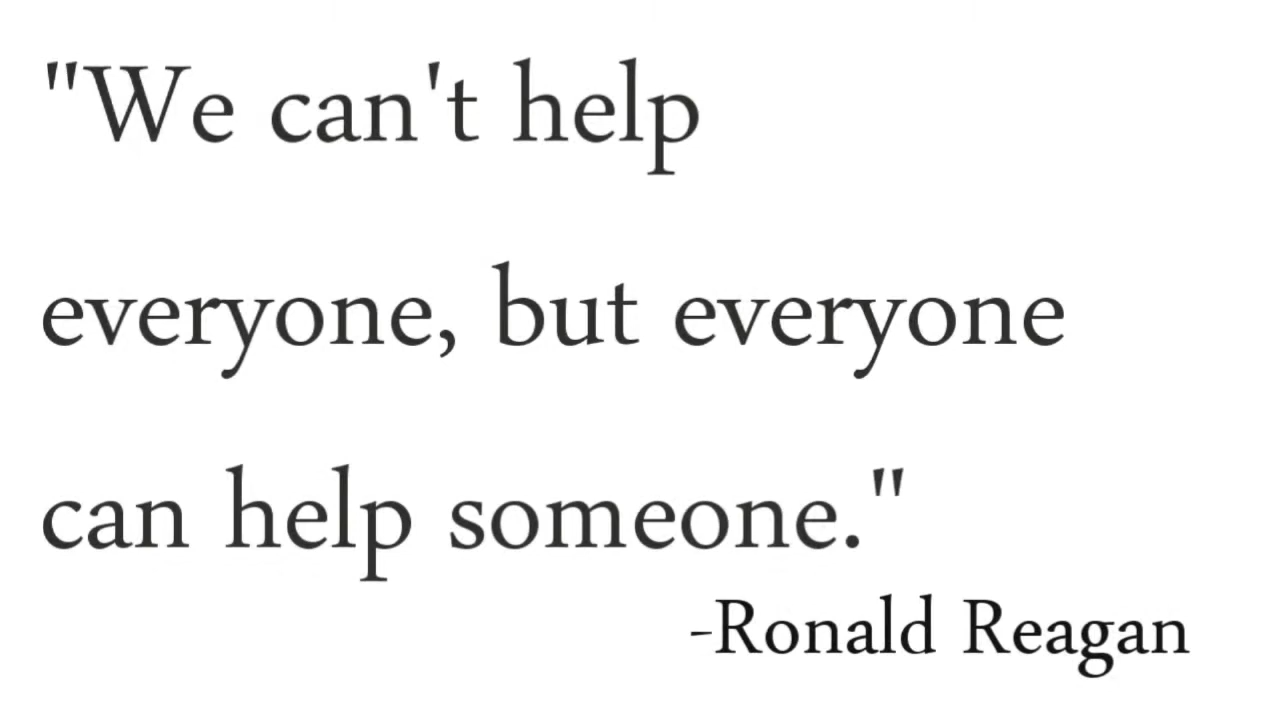 "We can't help
everyone, but everyone
can help someone."
-Ronald Reagan